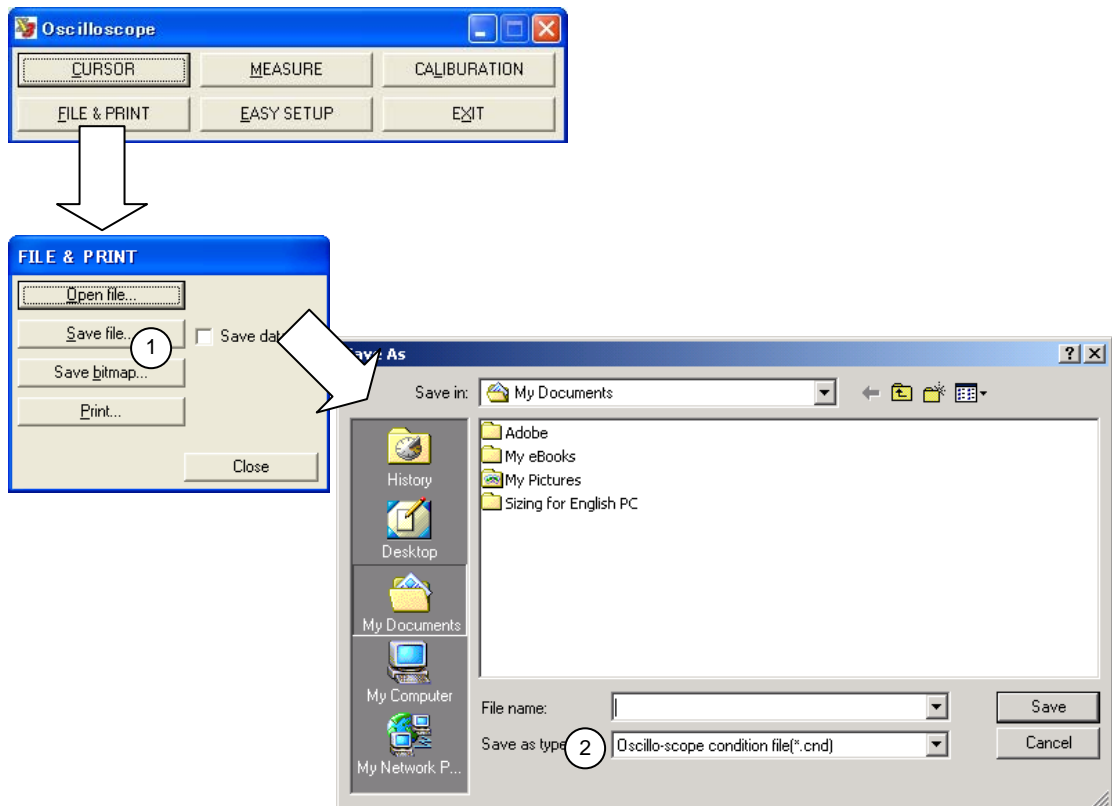 Oscilloscope
CURSOR MEASURE CALIBURATION
FILE & PRINT EASY SETUP EXIT
FILE & PRINT
Open file...
Save file...
1
Save
Save bitmap...
Print...
Close
As
Save in: My Documents
Adobe
My eBooks
My Pictures
Sizing for English PC
History
Desktop
My Documents
My Computer
My Network P...
File name: Save
Save as type 2 Oscillo-scope condition file(*.cnd) Cancel